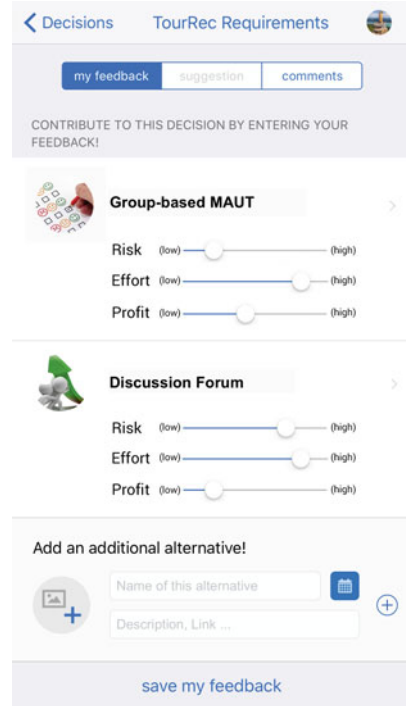 Decisions TourRec Requirements
my feedback suggestion comments
CONTRIBUTE TO THIS DECISION BY ENTERING YOUR
FEEDBACK!
Group-based MAUT
Risk (low) (high)
Effort (low) (high)
Profit (low) (high)
Discussion Forum
Risk (low) (high)
Effort (low) (high)
Profit (low) (high)
Add an additional alternative!
Name of this alternative
Description, Link ...
save my feedback